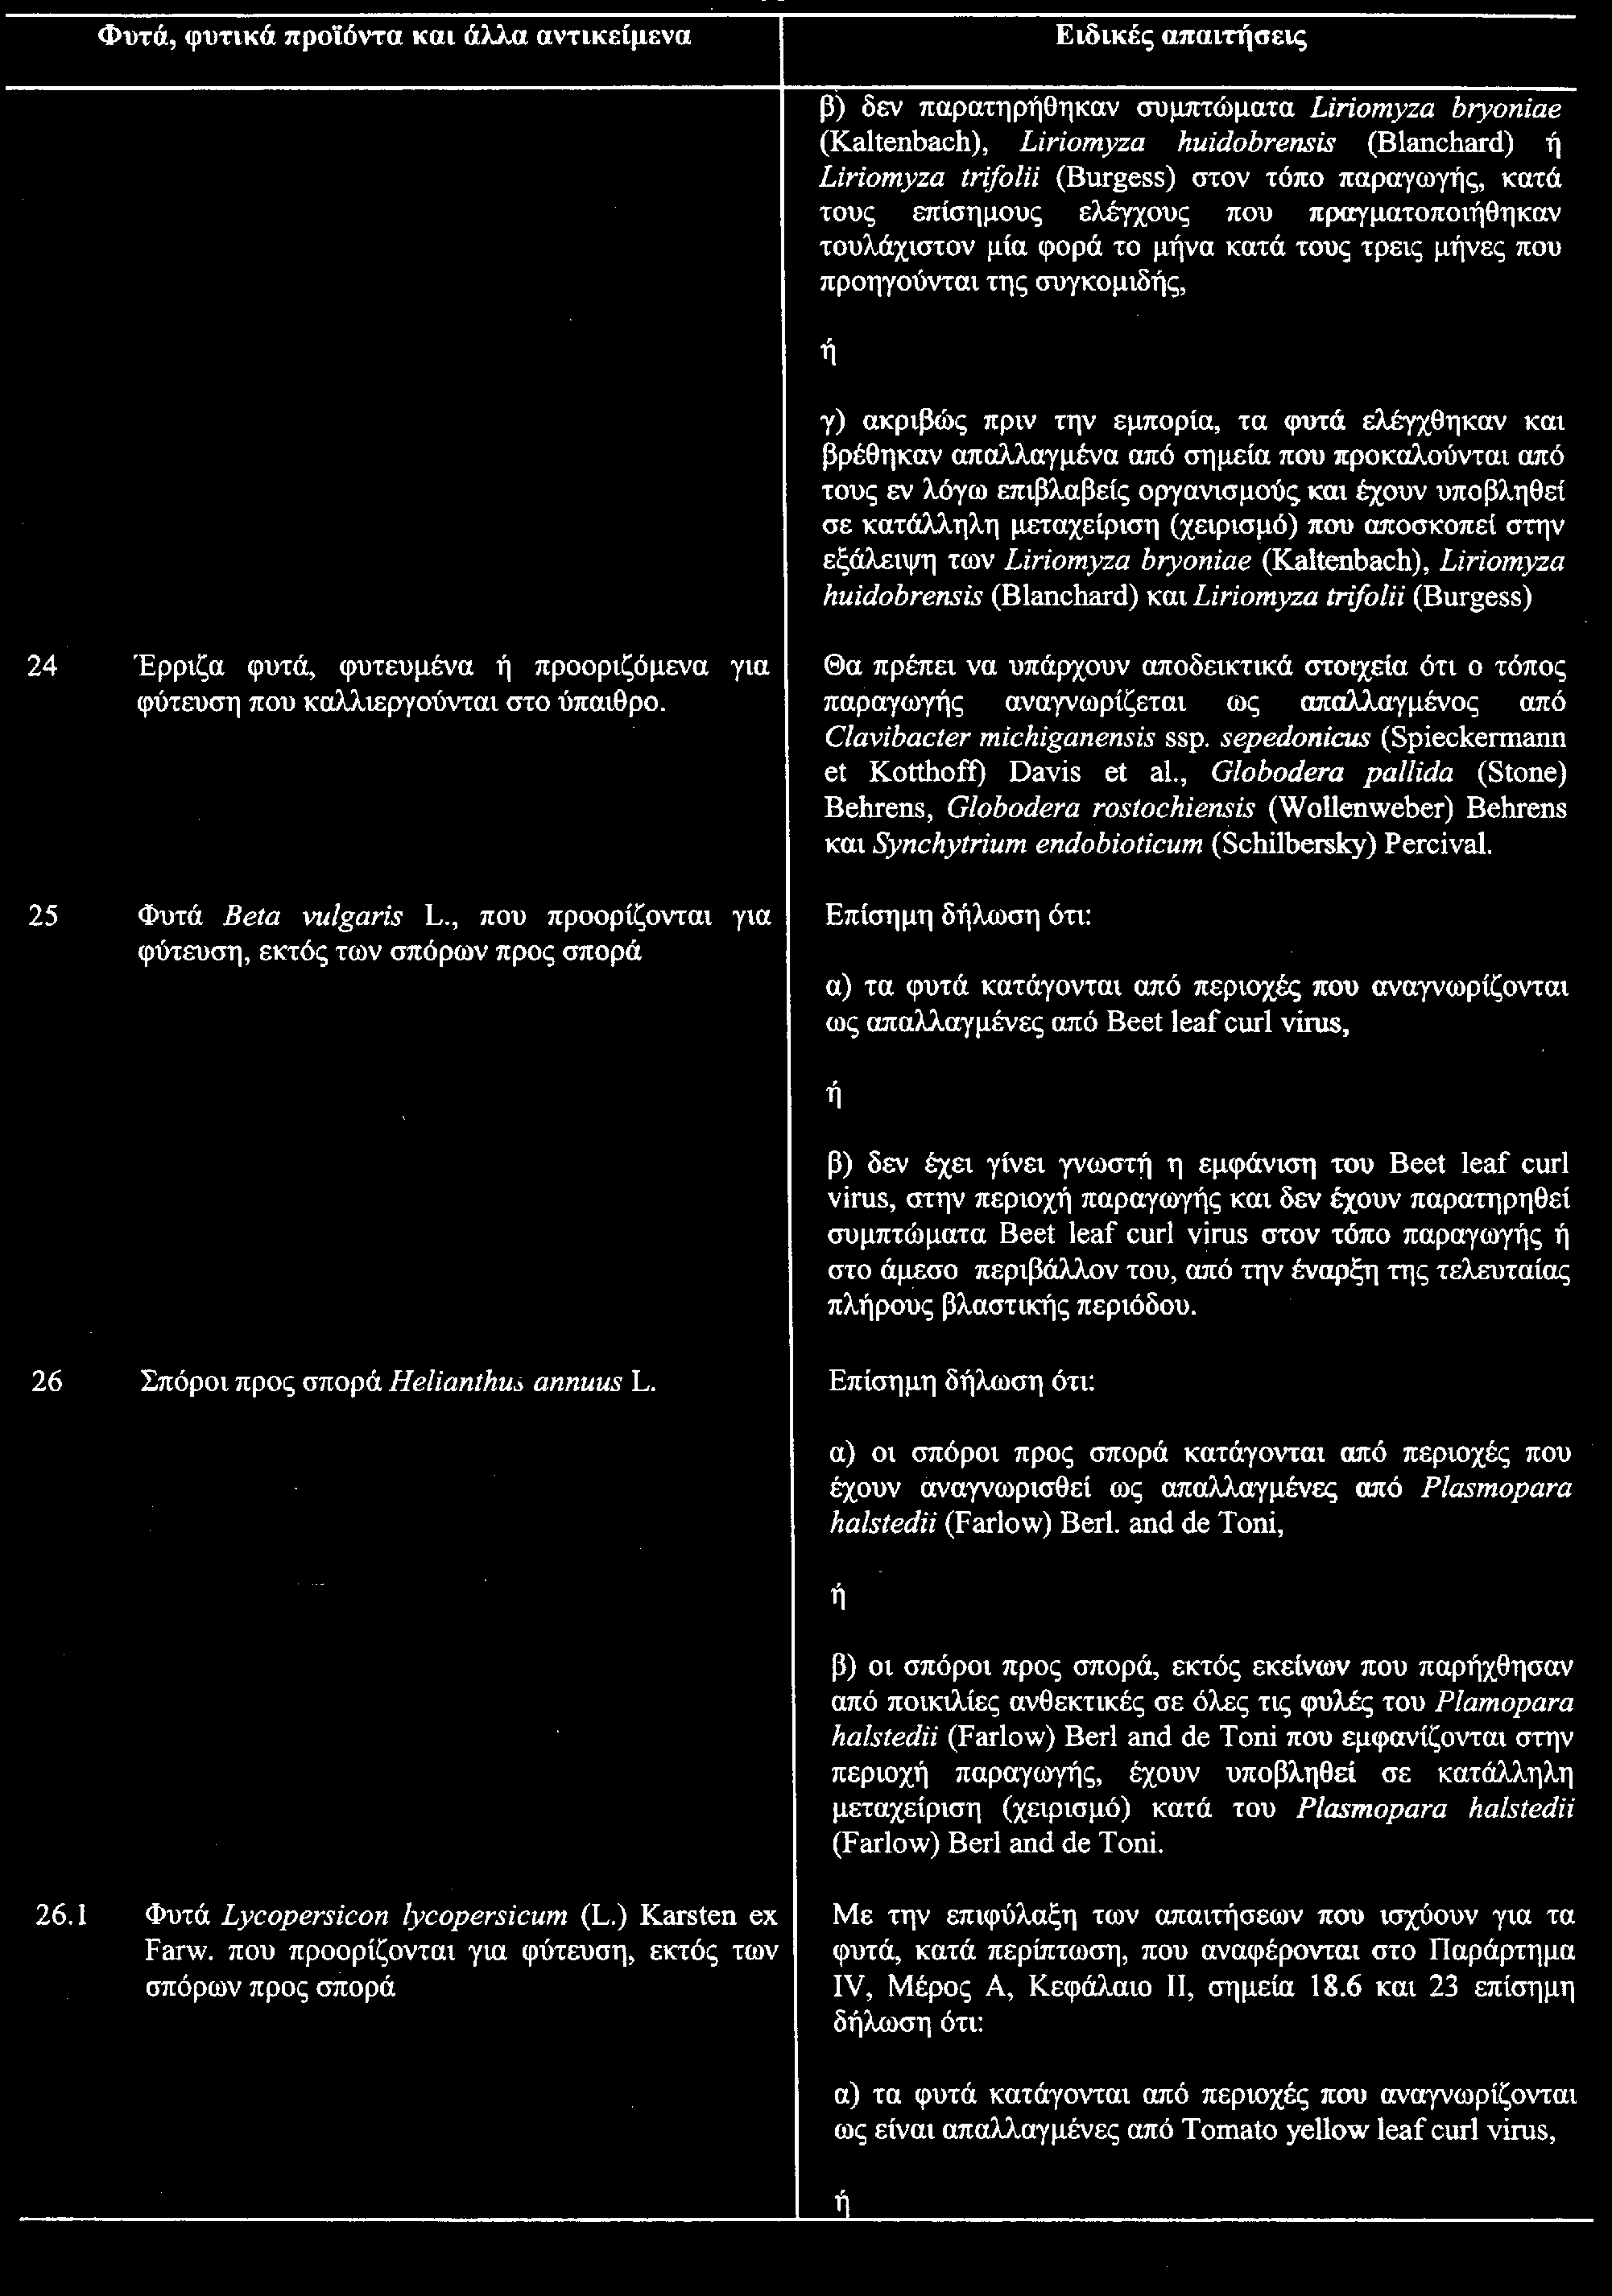 Φυτά, φυτικά προϊόντα και άλλα αντικείμενα
Ειδικές απαιτήσεις
β) δεν παρατηρήθηκαν συμπτώματα Liriomyza bryoniae
(Kaltenbach), Liriomyza huidobrensis (Blanchard) ή
Liriomyza trifolii (Burgess) στον τόπο παραγωγής, κατά
τους επίσημους ελέγχους που πραγματοποιήθηκαν
τουλάχιστον μία φορά το μήνα κατά τους τρεις μήνες που
προηγούνται της συγκομιδής,
ή
γ) ακριβώς πριν την εμπορία, τα φυτά ελέγχθηκαν και
βρέθηκαν απαλλαγμένα από σημεία που προκαλούνται από
τους εν λόγω επιβλαβείς οργανισμούς και έχουν υποβληθεί
σε κατάλληλη μεταχείριση (χειρισμό) που αποσκοπεί στην
εξάλειψη των Liriomyza bryoniae (Kaltenbach), Liriomyza
huidobrensis (Blanchard) και Liriomyza trifolii (Burgess)
24 Έρριζα φυτά, φυτευμένα ή προοριζόμενα για
φύτευση που καλλιεργούνται στο ύπαιθρο.
Θα πρέπει να υπάρχουν αποδεικτικά στοιχεία ότι ο τόπος
παραγωγής αναγνωρίζεται ως απαλλαγμένος από
Clavibacter michiganensis ssp. sepedonicus (Spieckermann
et Kotthoff) Davis et al., Globodera pallida (Stone)
Behrens, Globodera rostochiensis (Wollenweber) Behrens
και Synchytrium endobioticum (Schilbersky) Percival.
25 Φυτά Beta vulgaris L., που προορίζονται για
φύτευση, εκτός των σπόρων προς σπορά
Επίσημη δήλωση ότι:
α) τα φυτά κατάγονται από περιοχές που αναγνωρίζονται
ως απαλλαγμένες από Beet leaf curl virus,
ή
β) δεν έχει γίνει γνωστή η εμφάνιση του Beet leaf curl
virus, στην περιοχή παραγωγής και δεν έχουν παρατηρηθεί
συμπτώματα Beet leaf curl virus στον τόπο παραγωγής ή
στο άμεσο περιβάλλον του, από την έναρξη της τελευταίας
πλήρους βλαστικής περιόδου.
26 Σπόροι προς σπορά Helianthus annuus L.
Επίσημη δήλωση ότι:
α) οι σπόροι προς σπορά κατάγονται από περιοχές που
έχουν αναγνωρισθεί ως απαλλαγμένες από Plasmopara
halstedii (Farlow) Berl. and de Toni,
ή
β) οι σπόροι προς σπορά, εκτός εκείνων που παρήχθησαν
από ποικιλίες ανθεκτικές σε όλες τις φυλές του Plamopara
halstedii (Farlow) Berl and de Toni που εμφανίζονται στην
περιοχή παραγωγής, έχουν υποβληθεί σε κατάλληλη
μεταχείριση (χειρισμό) κατά του Plasmopara halstedii
(Farlow) Berl and de Toni.
26.1 Φυτά Lycopersicon lycopersicum (L.) Karsten ex
Farw. που προορίζονται για φύτευση, εκτός των
σπόρων προς σπορά
Με την επιφύλαξη των απαιτήσεων που ισχύουν για τα
φυτά, κατά περίπτωση, που αναφέρονται στο Παράρτημα
IV, Μέρος Α, Κεφάλαιο II, σημεία 18.6 και 23 επίσημη
δήλωση ότι:
α) τα φυτά κατάγονται από περιοχές που αναγνωρίζονται
ως είναι απαλλαγμένες από Tomato yellow leaf curl virus,
ή